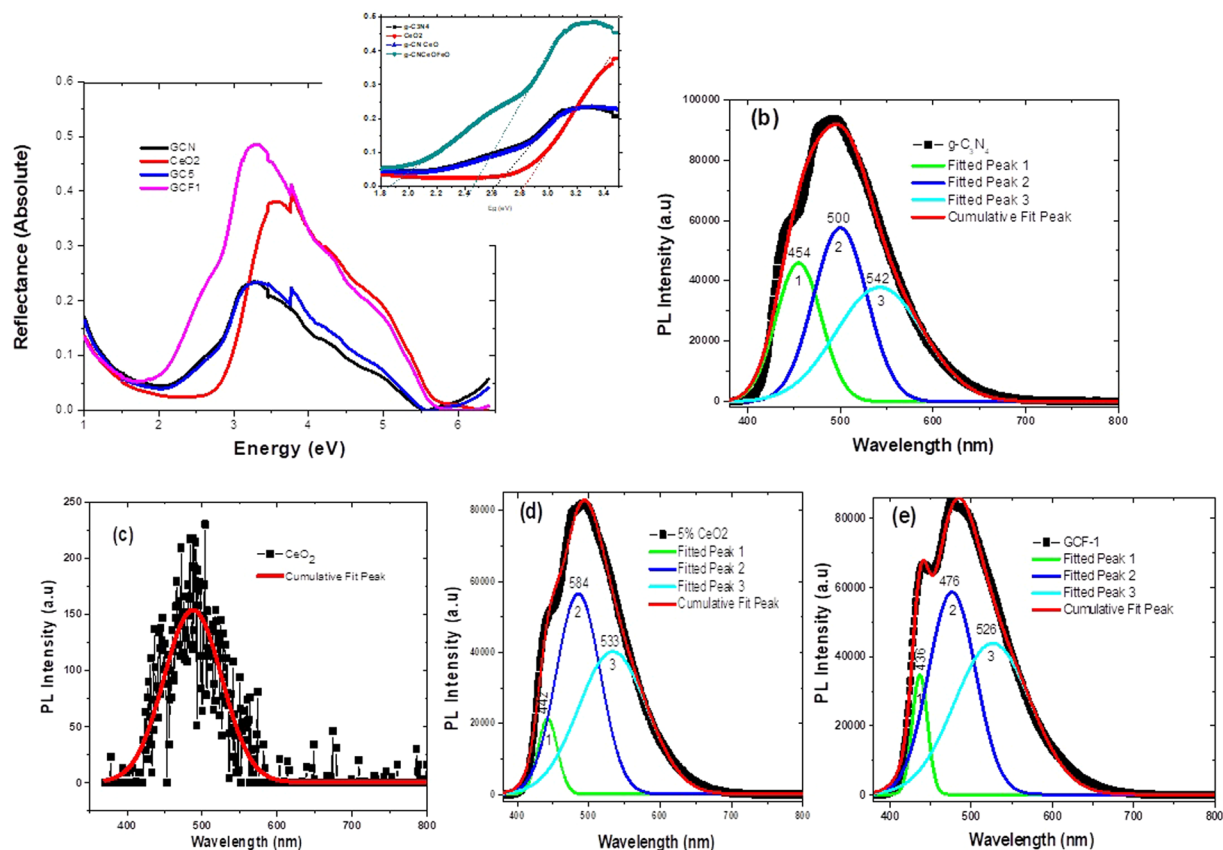 0.5
0.4
0.3
0.2
0.1
0.0
g-C3N4
CeO2
g-CNCeO
g-CNCeOFeO
1.8 2.0 2.2 2.4 2.6 2.8 3.0 3.2 3.4
Eg (eV)
0.6
0.5
0.4
0.3
0.2
0.1
0.0
Reflectance (Absolute)
GCN
CeO2
GC5
GCF1
1 2 3 4 5 6
Energy (eV)
(b)
100000
80000
60000
40000
20000
0
PL Intensity (a.u)
g-C3N4
Fitted Peak 1
Fitted Peak 2
Fitted Peak 3
Cumulative Fit Peak
454
1
500
2
542
3
400 500 600 700 800
Wavelength (nm)
(c)
250
200
150
100
50
0
PL Intensity (a.u)
CeO2
Cumulative Fit Peak
400 500 600 700 800
Wavelength (nm)
(d)
80000
60000
40000
20000
0
PL Intensity (a.u)
5% CeO2
Fitted Peak 1
Fitted Peak 2
Fitted Peak 3
Cumulative Fit Peak
442
1
584
2
533
3
400 500 600 700 800
Wavelength (nm)
(e)
80000
60000
40000
20000
0
PL Intensity (a.u)
GCF-1
Fitted Peak 1
Fitted Peak 2
Fitted Peak 3
Cumulative Fit Peak
436
1
476
2
526
3
400 500 600 700 800
Wavelength (nm)